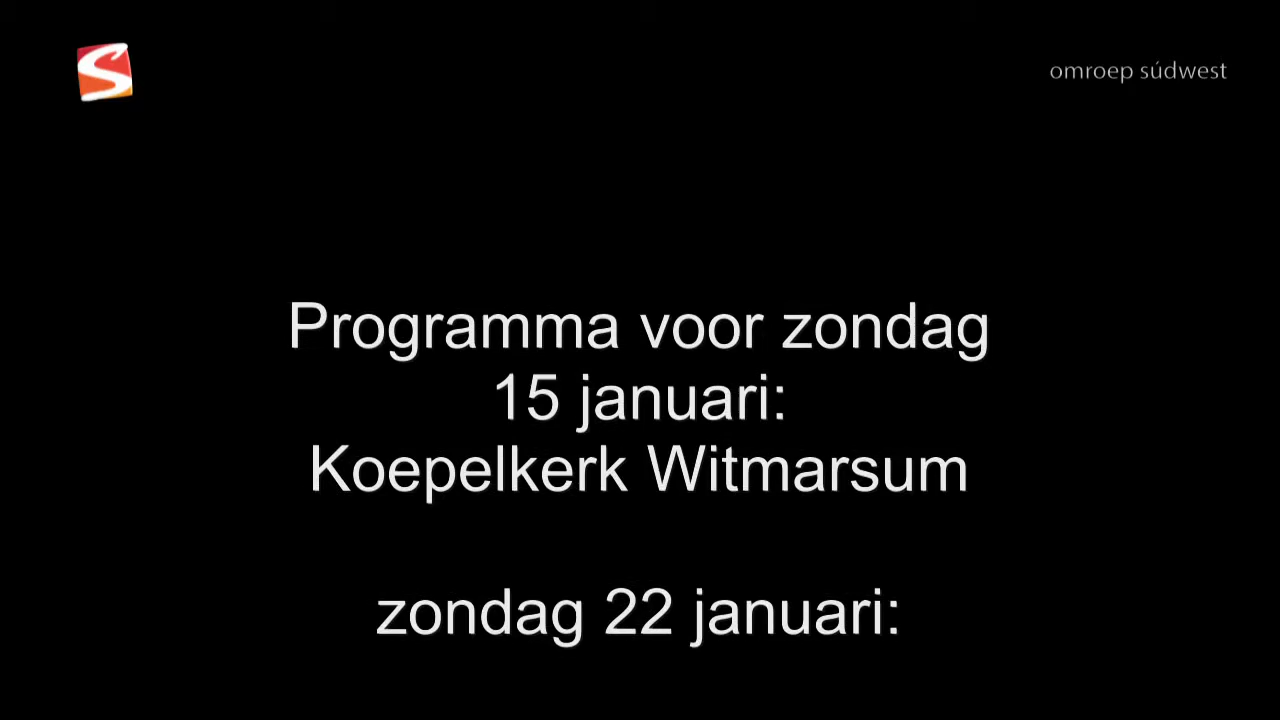 omroep súdwest
Programma voor zondag
15 januari:
Koepelkerk Witmarsum
zondag 22 januari: